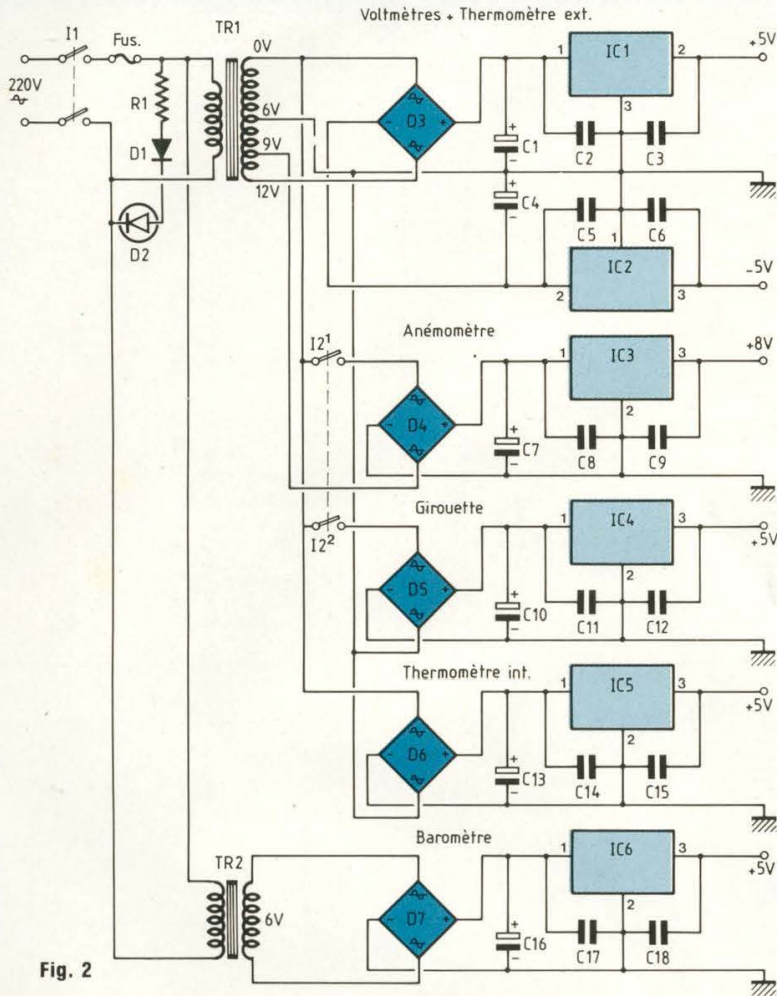 Voltmètres + Thermomètre ext.
I1
Fus.
TR1
0V
220V
R1
6V
9V
12V
D1
D2
D3
- +
+
C1
-
+
C4
-
1
IC1
2
3
+5V
C2
C3
C5
C6
1
IC2
2
3
-5V
Anémomètre
I2¹
D4
- +
+
C7
-
1
IC3
3
2
+8V
C8
C9
Girouette
I2²
D5
- +
+
C10
-
1
IC4
3
2
+5V
C11
C12
Thermomètre int.
D6
- +
+
C13
-
1
IC5
3
2
+5V
C14
C15
Baromètre
TR2
6V
D7
- +
+
C16
-
1
IC6
3
2
+5V
C17
C18
Fig. 2